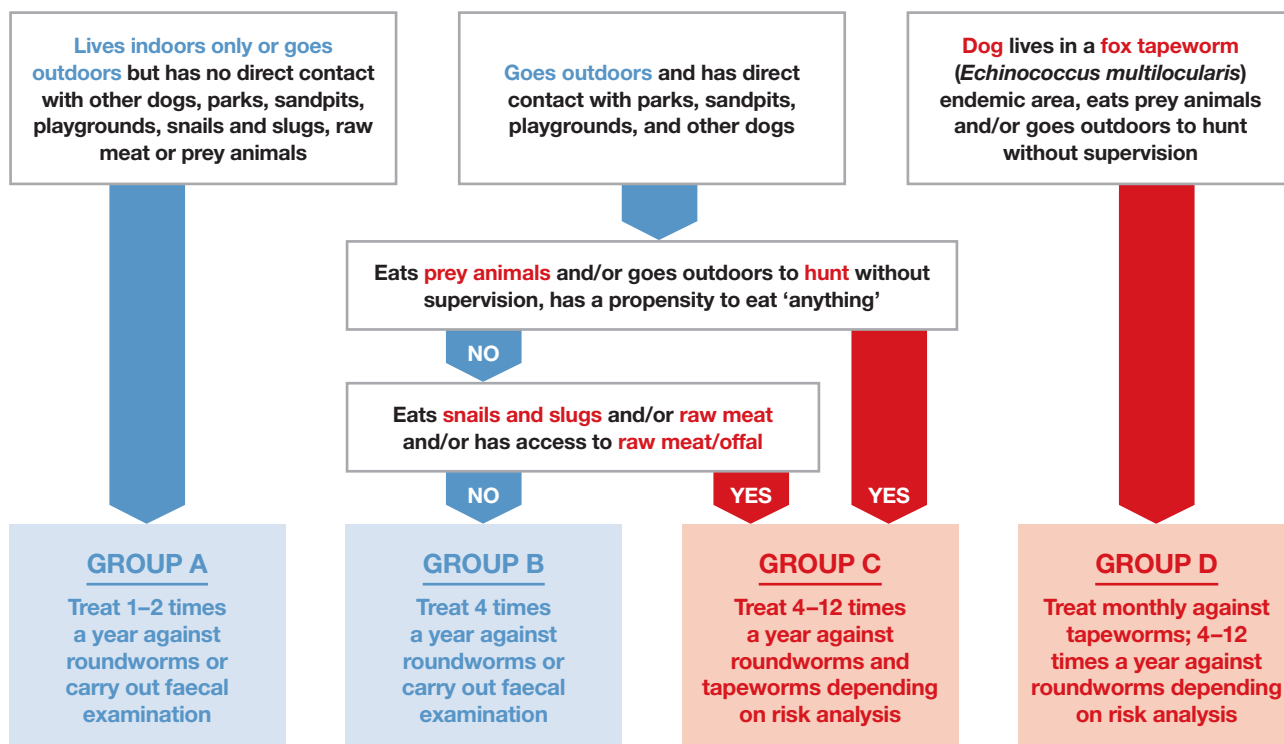 Lives indoors only or goes
outdoors but has no direct contact
with other dogs, parks, sandpits,
playgrounds, snails and slugs, raw
meat or prey animals
Goes outdoors and has direct
contact with parks, sandpits,
playgrounds, and other dogs
Dog lives in a fox tapeworm
(Echinococcus multilocularis)
endemic area, eats prey animals
and/or goes outdoors to hunt
without supervision
Eats prey animals and/or goes outdoors to hunt without
supervision, has a propensity to eat ‘anything’
NO
Eats snails and slugs and/or raw meat
and/or has access to raw meat/offal
NO
YES
YES
GROUP A
Treat 1–2 times
a year against
roundworms or
carry out faecal
examination
GROUP B
Treat 4 times
a year against
roundworms or
carry out faecal
examination
GROUP C
Treat 4–12 times
a year against
roundworms and
tapeworms depending
on risk analysis
GROUP D
Treat monthly against
tapeworms; 4–12
times a year against
roundworms depending
on risk analysis